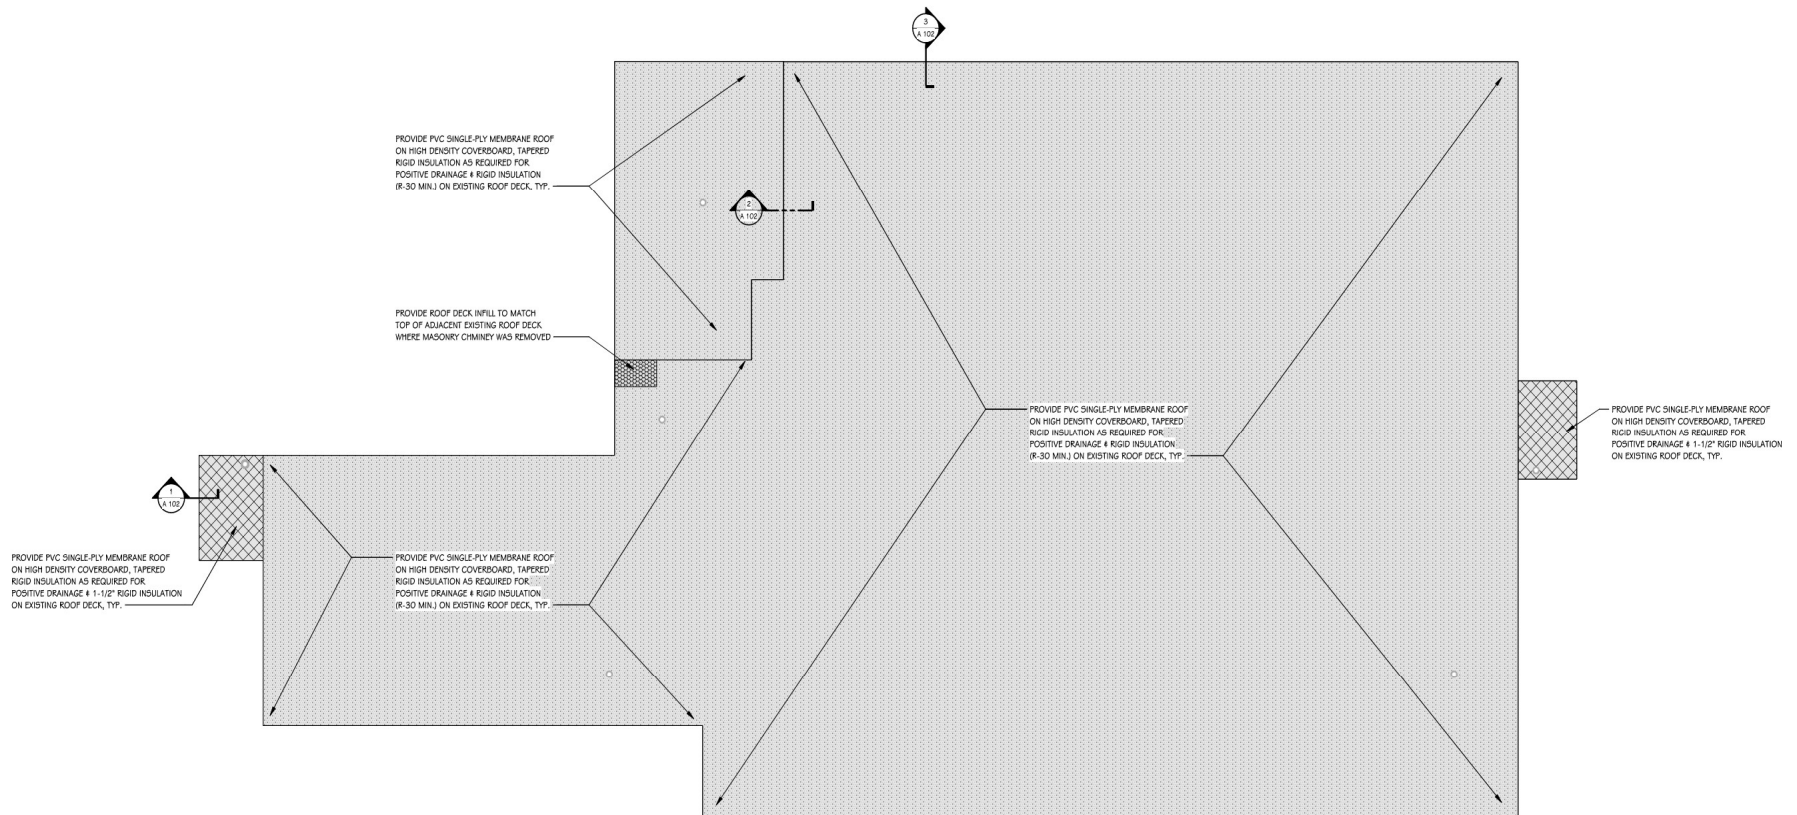 3
A 102
PROVIDE PVC SINGLE-PLY MEMBRANE ROOF
ON HIGH DENSITY COVERBOARD, TAPERED
RIGID INSULATION AS REQUIRED FOR
POSITIVE DRAINAGE & RIGID INSULATION
(R-30 MIN.) ON EXISTING ROOF DECK, TYP.
2
A 102
PROVIDE ROOF DECK INFILL TO MATCH
TOP OF ADJACENT EXISTING ROOF DECK
WHERE MASONRY CHMINEY WAS REMOVED
PROVIDE PVC SINGLE-PLY MEMBRANE ROOF
ON HIGH DENSITY COVERBOARD, TAPERED
RIGID INSULATION AS REQUIRED FOR
POSITIVE DRAINAGE & RIGID INSULATION
(R-30 MIN.) ON EXISTING ROOF DECK, TYP.
PROVIDE PVC SINGLE-PLY MEMBRANE ROOF
ON HIGH DENSITY COVERBOARD, TAPERED
RIGID INSULATION AS REQUIRED FOR
POSITIVE DRAINAGE & 1-1/2" RIGID INSULATION
ON EXISTING ROOF DECK, TYP.
1
A 102
PROVIDE PVC SINGLE-PLY MEMBRANE ROOF
ON HIGH DENSITY COVERBOARD, TAPERED
RIGID INSULATION AS REQUIRED FOR
POSITIVE DRAINAGE & 1-1/2" RIGID INSULATION
ON EXISTING ROOF DECK, TYP.
PROVIDE PVC SINGLE-PLY MEMBRANE ROOF
ON HIGH DENSITY COVERBOARD, TAPERED
RIGID INSULATION AS REQUIRED FOR
POSITIVE DRAINAGE & RIGID INSULATION
(R-30 MIN.) ON EXISTING ROOF DECK, TYP.